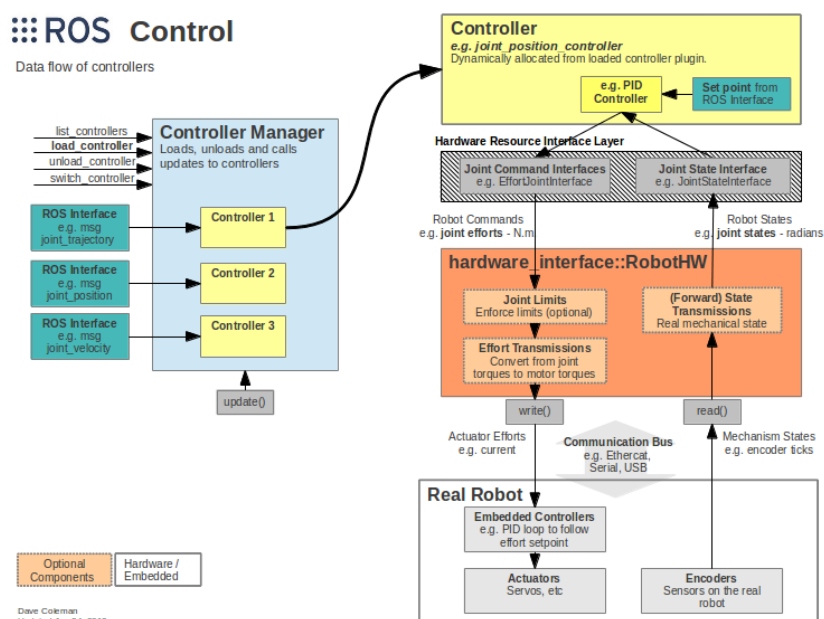 ROS Control
Data flow of controllers
list_controllers
load_controller
unload_controller
switch_controller
Controller Manager
Loads, unloads and calls
updates to controllers
ROS Interface
e.g. msg
joint_trajectory
Controller 1
ROS Interface
e.g. msg
joint_position
Controller 2
ROS Interface
e.g. msg
joint_velocity
Controller 3
update()
Controller
e.g. joint_position_controller
Dynamically allocated from loaded controller plugin.
e.g. PID
Controller
Set point from
ROS Interface
Hardware Resource Interface Layer
Joint Command Interfaces
e.g. EffortJointInterface
Joint State Interface
e.g. JointStateInterface
Robot Commands
e.g. joint efforts - N.m
Robot States
e.g. joint states - radians
hardware_interface::RobotHW
Joint Limits
Enforce limits (optional)
Effort Transmissions
Convert from joint
torques to motor torques
(Forward) State
Transmissions
Real mechanical state
write()
read()
Actuator Efforts
e.g. current
Communication Bus
e.g. Ethercat,
Serial, USB
Mechanism States
e.g. encoder ticks
Real Robot
Embedded Controllers
e.g. PID loop to follow
effort setpoint
Actuators
Servos, etc
Encoders
Sensors on the real
robot
Optional
Components
Hardware /
Embedded
Dave Coleman